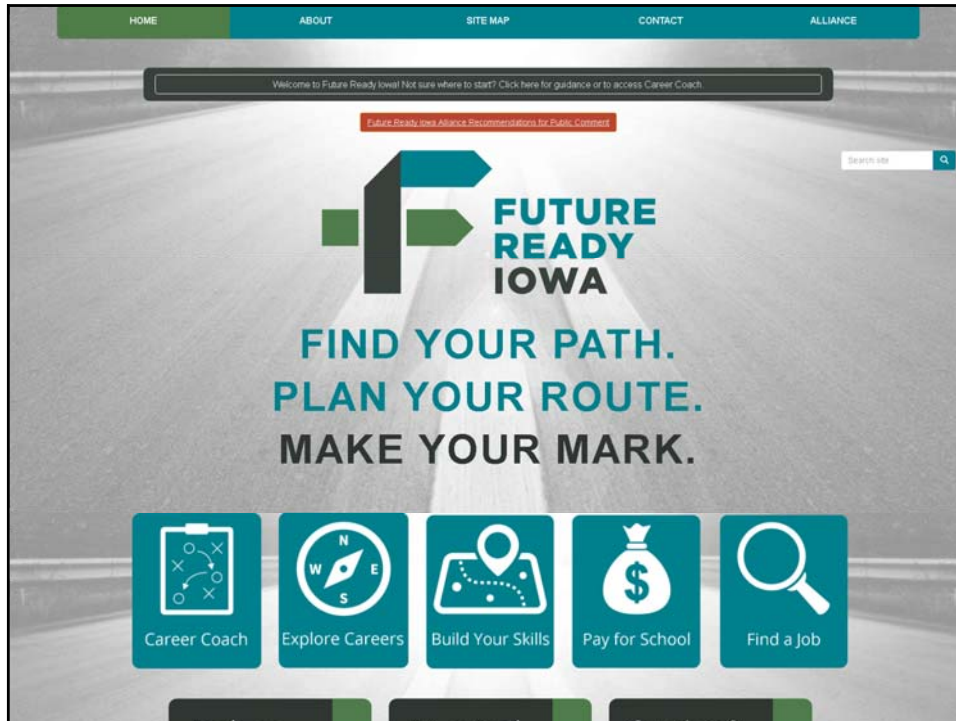 HOME ABOUT SITE MAP CONTACT ALLIANCE
Welcome to Future Ready Iowa! Not sure where to start? Click here for guidance or to access Career Coach.
Future Ready Iowa Alliance Recommendations for Public Comment
Search site
FUTURE
READY
IOWA
FIND YOUR PATH.
PLAN YOUR ROUTE.
MAKE YOUR MARK.
N
W E
S
$
Career Coach Explore Careers Build Your Skills Pay for School Find a Job